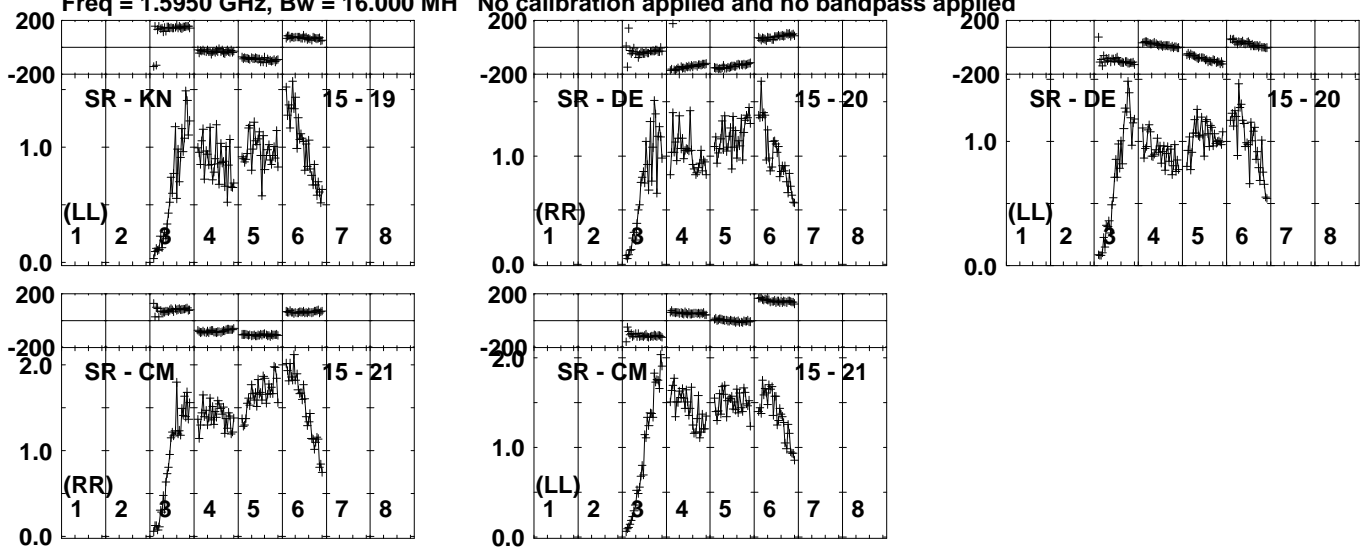 Freq = 1.5950 GHz, Bw = 16.000 MH No calibration applied and no bandpass applied
200
-200
SR - KN 15 - 19
1.0
(LL)
1 2 3 4 5 6 7 8
0.0
200
-200
SR - DE 15 - 20
1.0
(RR)
1 2 3 4 5 6 7 8
0.0
200
-200
SR - DE 15 - 20
1.0
(LL)
1 2 3 4 5 6 7 8
0.0
200
-200
2.0
SR - CM 15 - 21
1.0
(RR)
1 2 3 4 5 6 7 8
0.0
200
-200
2.0
SR - CM 15 - 21
1.0
(LL)
1 2 3 4 5 6 7 8
0.0